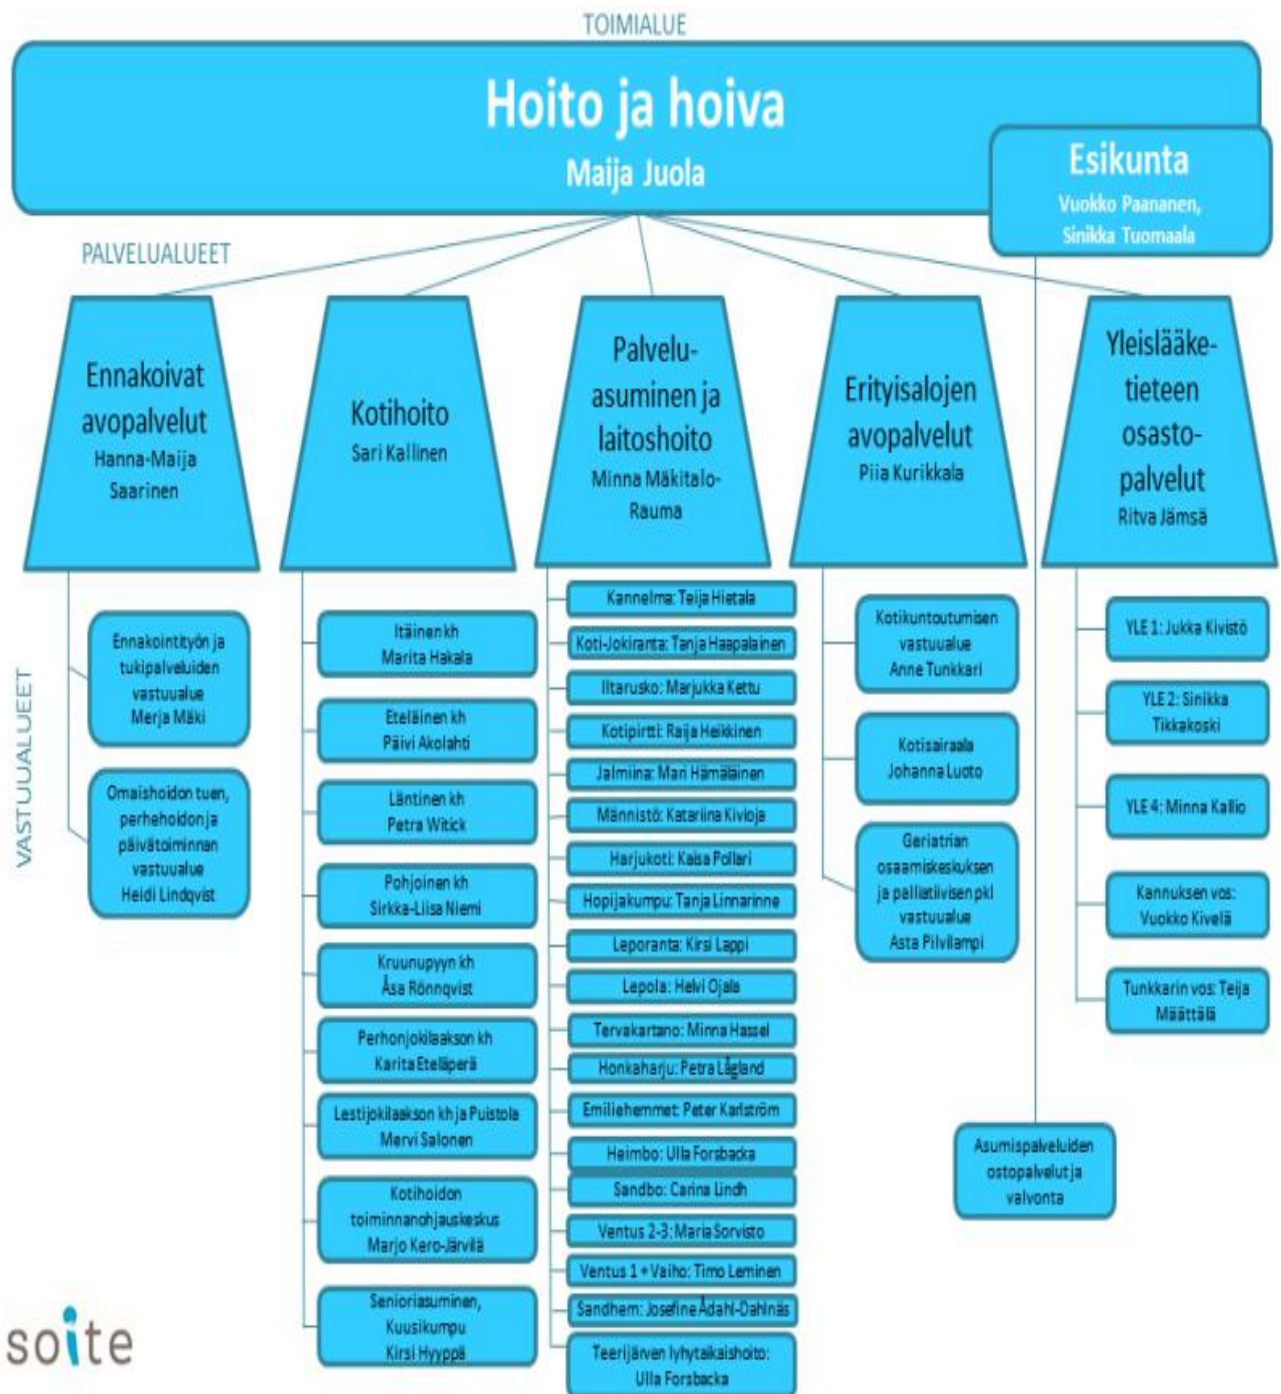 TOIMIALUE
Hoito ja hoiva
Maija Juola
Esikunta
Vuokko Paananen,
Sinikka Tuomaala
PALVELUALUEET
Ennakoivat
avopalvelut
Hanna-Maija
Saarinen
Kotihoito
Sari Kallinen
Palvelu-
asuminen ja
laitoshoito
Minna Mäkitalo-
Rauma
Erityisalojen
avopalvelut
Piia Kurikkala
Yleislääke-
tieteen
osasto-
palvelut
Ritva Jämsä
VASTUUALUEET
Ennakointityön ja
tukipalveluiden
vastuualue
Merja Mäki
Omaishoidon tuen,
perhehoidon ja
päivätoiminnan
vastuualue
Heidi Lindqvist
Itäinen kh
Marita Hakala
Eteläinen kh
Päivi Akolahti
Läntinen kh
Petra Witick
Pohjoinen kh
Sirkka-Liisa Niemi
Kruunupyyn kh
Åsa Rönnqvist
Perhonjokilaakson kh
Karita Eteläperä
Lestijokilaakson kh ja Puistola
Mervi Salonen
Kotihoidon
toiminnanohjauskeskus
Marjo Kero-Järvilä
Senioriasuminen,
Kuusikumpu
Kirsi Hyyppä
Kannelma: Teija Hietala
Koti-Jokiranta: Tanja Haapalainen
Iltarusko: Marjukka Kettu
Kotipirtti: Raija Heikkinen
Jalmiina: Mari Hämäläinen
Männistö: Katariina Kivioja
Harjukoti: Kaisa Pollari
Hopijakumpu: Tanja Linnarinne
Leporanta: Kirsi Lappi
Lepola: Helvi Ojala
Tervakartano: Minna Hassel
Honkaharju: Petra Lågland
Emiliehemmet: Peter Karlström
Heimbo: Ulla Forsbacka
Sandbo: Carina Lindh
Ventus 2-3: Maria Sorvisto
Ventus 1 + Vaiho: Timo Leminen
Sandhem: Josefine Ådahl-Dahlnäs
Teerijärven lyhytaikaishoito:
Ulla Forsbacka
Kotikuntoutumisen
vastuualue
Anne Tunkkari
Kotisairaala
Johanna Luoto
Geriatrian
osaamiskeskuksen
ja palliatiivisen pkl
vastuualue
Asta Pilvilampi
YLE 1: Jukka Kivistö
YLE 2: Sinikka
Tikkakoski
YLE 4: Minna Kallio
Kannuksen vos:
Vuokko Kivelä
Tunkkarin vos: Teija
Määttälä
Asumispalveluiden
ostopalvelut ja
valvonta
soite